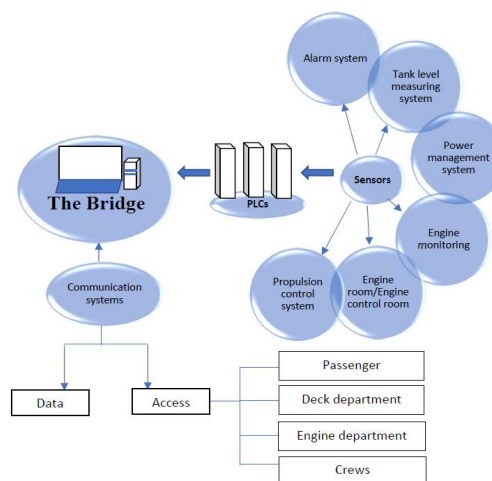 Alarm system
Tank level
measuring
system
Power
management
system
The Bridge
PLCs
Sensors
Engine
monitoring
Communication
systems
Propulsion
control
system
Engine
room/Engine
control room
Data
Access
Passenger
Deck department
Engine department
Crews